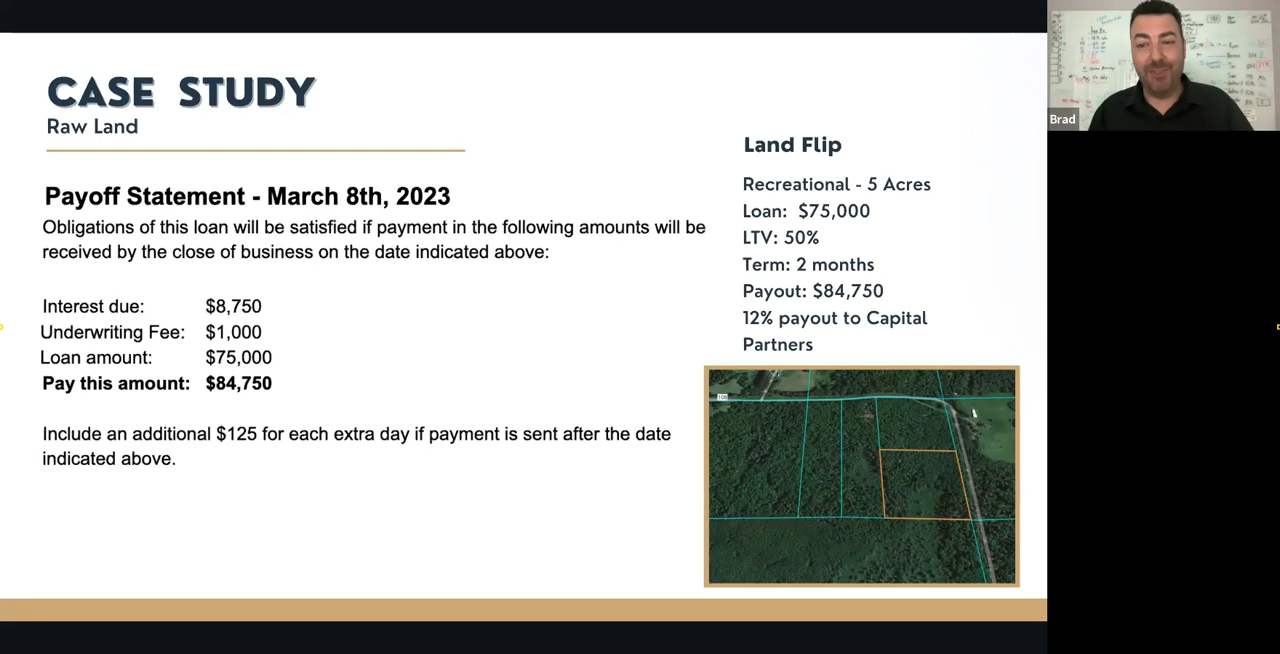 CASE STUDY
Raw Land
Payoff Statement - March 8th, 2023
Obligations of this loan will be satisfied if payment in the following amounts will be
received by the close of business on the date indicated above:
Interest due: $8,750
Underwriting Fee: $1,000
Loan amount: $75,000
Pay this amount: $84,750
Include an additional $125 for each extra day if payment is sent after the date
indicated above.
Land Flip
Recreational - 5 Acres
Loan: $75,000
LTV: 50%
Term: 2 months
Payout: $84,750
12% payout to Capital
Partners
Brad